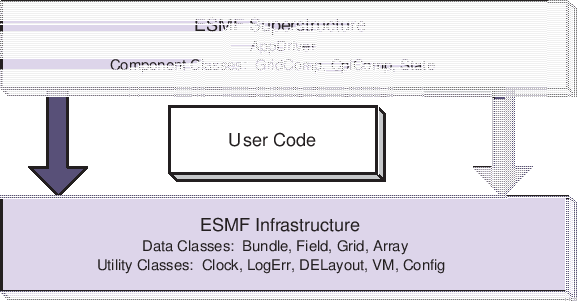 ESMF Superstructure
AppDriver
Component Classes: GridComp, CplComp, State
User Code
ESMF Infrastructure
Data Classes: Bundle, Field, Grid, Array
Utility Classes: Clock, LogErr, DELayout, VM, Config